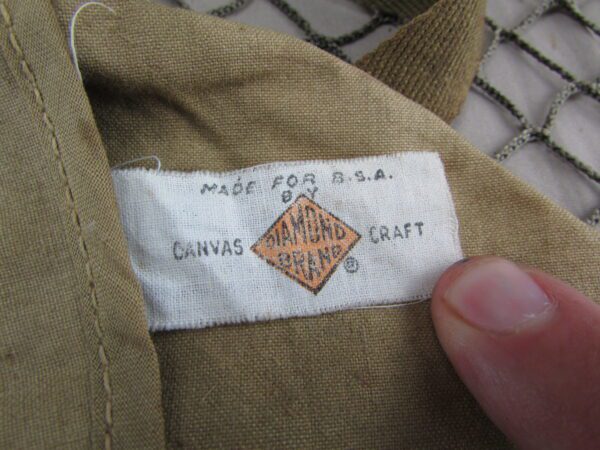 MADE FOR B.S.A.
BY
CANVAS DIAMOND BRAND ® CRAFT